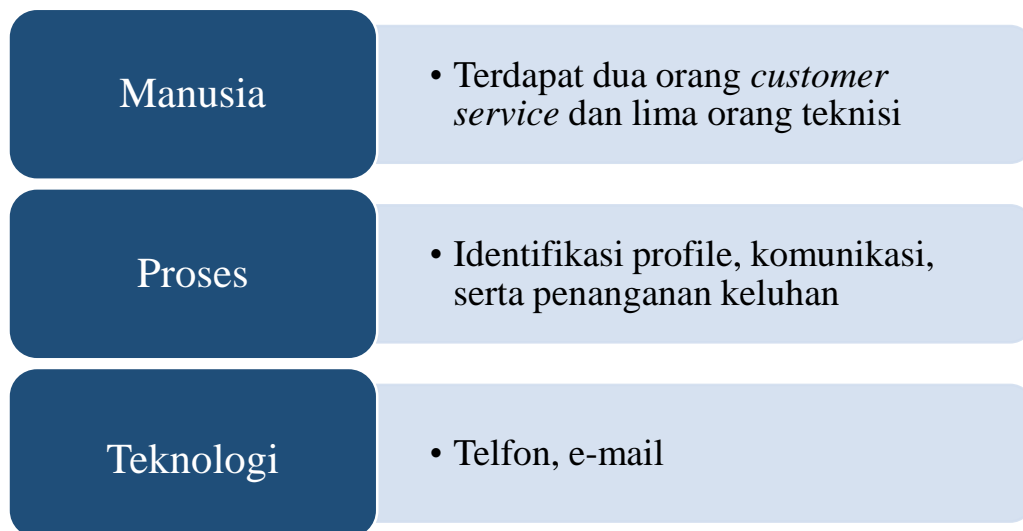 Manusia
• Terdapat dua orang customer
service dan lima orang teknisi
Proses
• Identifikasi profile, komunikasi,
serta penanganan keluhan
Teknologi
• Telfon, e-mail